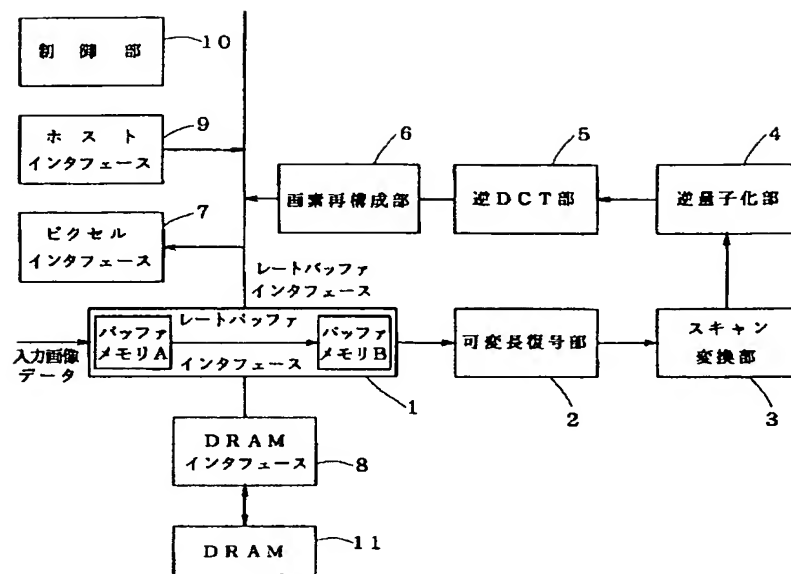 制御部
10
ホスト
インタフェース
9
ピクセル
インタフェース
7
6
画素再構成部
5
逆DCT部
4
逆量子化部
レートバッファ
インタフェース
入力画像
データ
レートバッファ
インタフェース
バッファ
メモリA
バッファ
メモリB
1
可変長復号部
2
スキャン
変換部
3
DRAM
インタフェース
8
DRAM
11